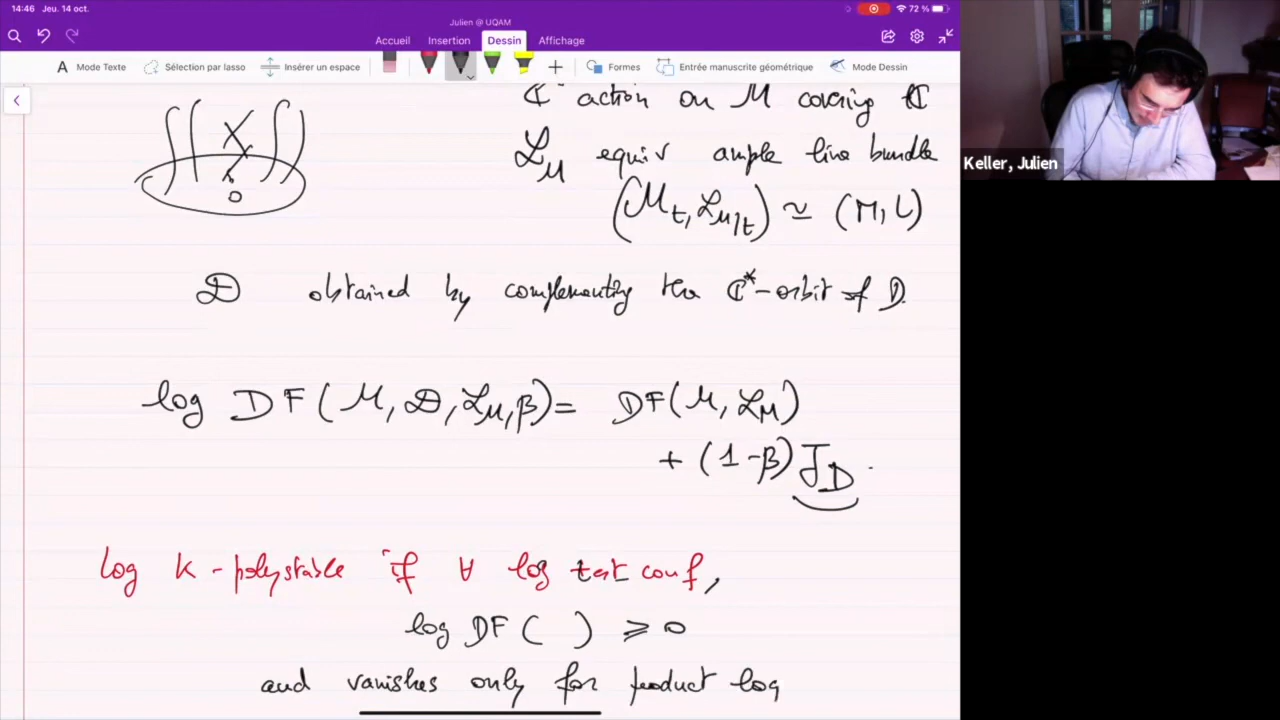 14:46 Jeu. 14 oct.
72 %
Julien @ UQAM
Accueil Insertion Dessin Affichage
A Mode Texte Sélection par lasso Insérer un espace Formes Entrée manuscrite géométrique Mode Dessin
ℂ* action on ℳ covering ℂ
ℒ_ℳ equiv ample line bundle
(ℳ_t, ℒ_ℳ|t) ≃ (M, L)
0
𝒟 obtained by complementing the ℂ*-orbit of D.
log DF(ℳ, 𝒟, ℒ_ℳ, β) = DF(ℳ, ℒ_ℳ)
+ (1-β) J_D .
log K-polystable if ∀ log test conf,
log DF( ) ⩾ 0
and vanishes only for product log
Keller, Julien